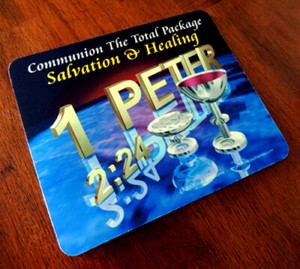 Communion The Total Package
Salvation & Healing
1 PETER
2:24